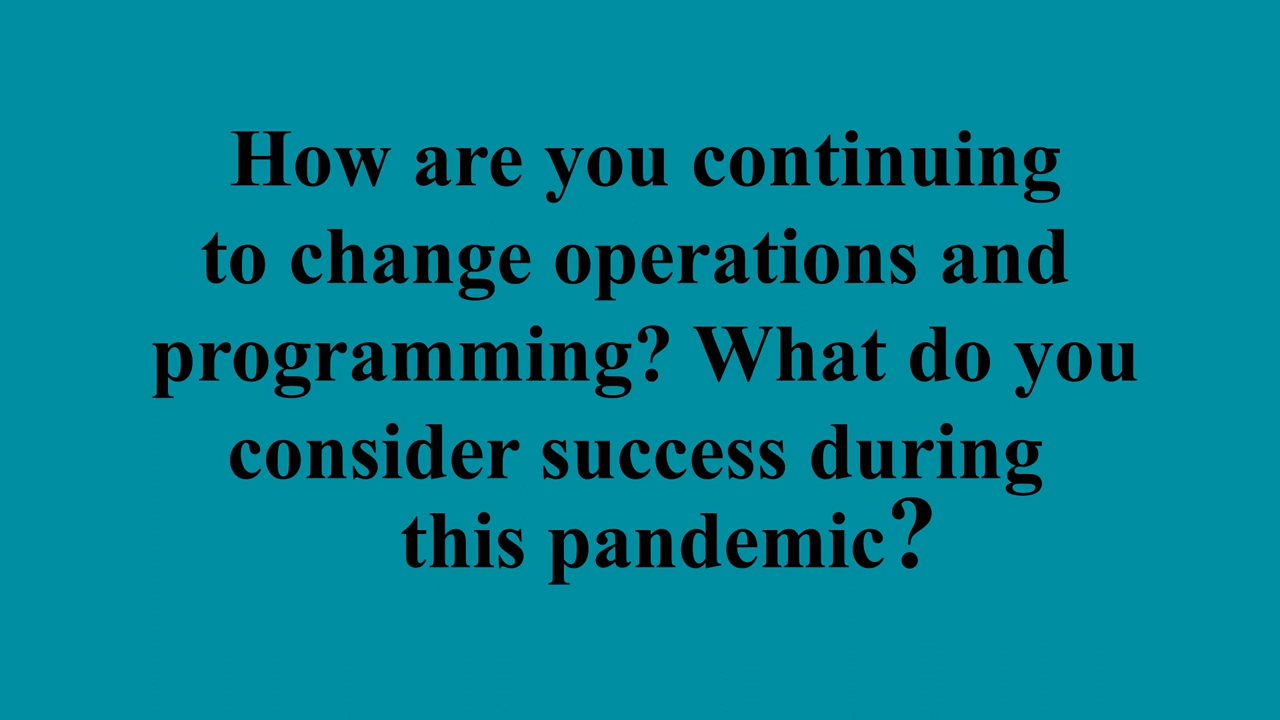 How are you continuing
to change operations and
programming? What do you
consider success during
this pandemic?